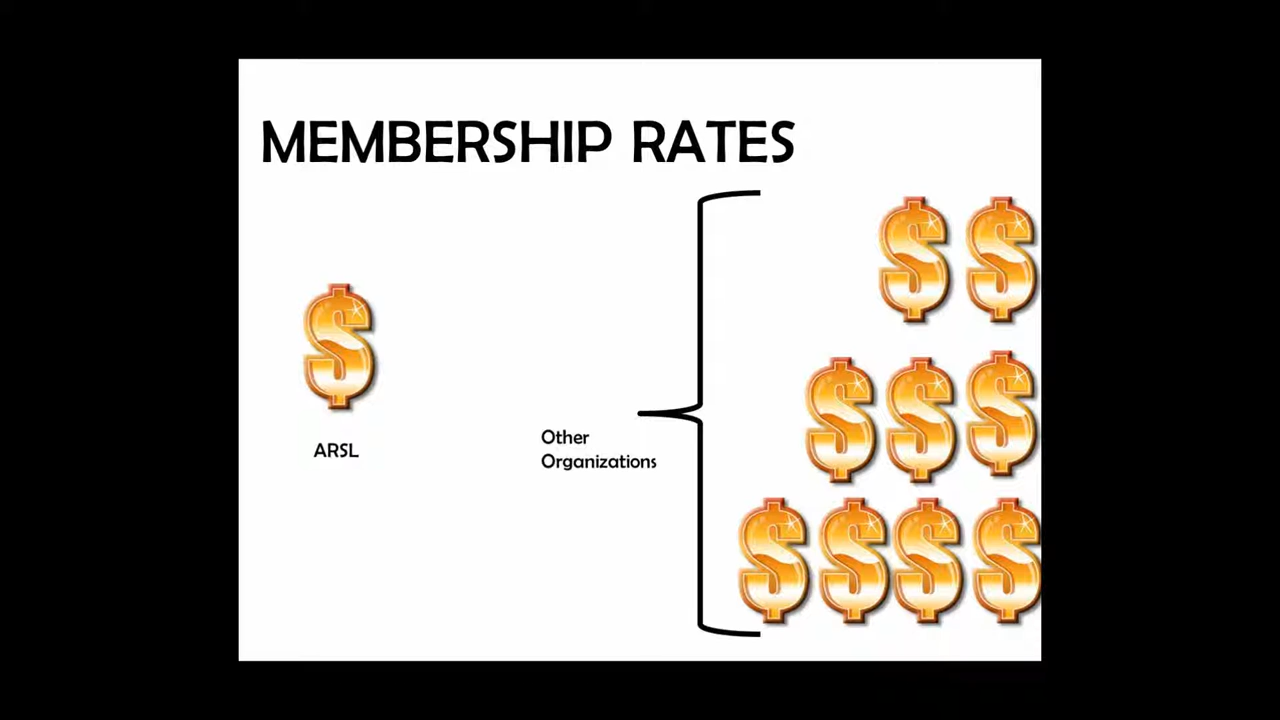 MEMBERSHIP RATES
$ $
$
$ $ $
ARSL
Other
Organizations
$ $ $ $